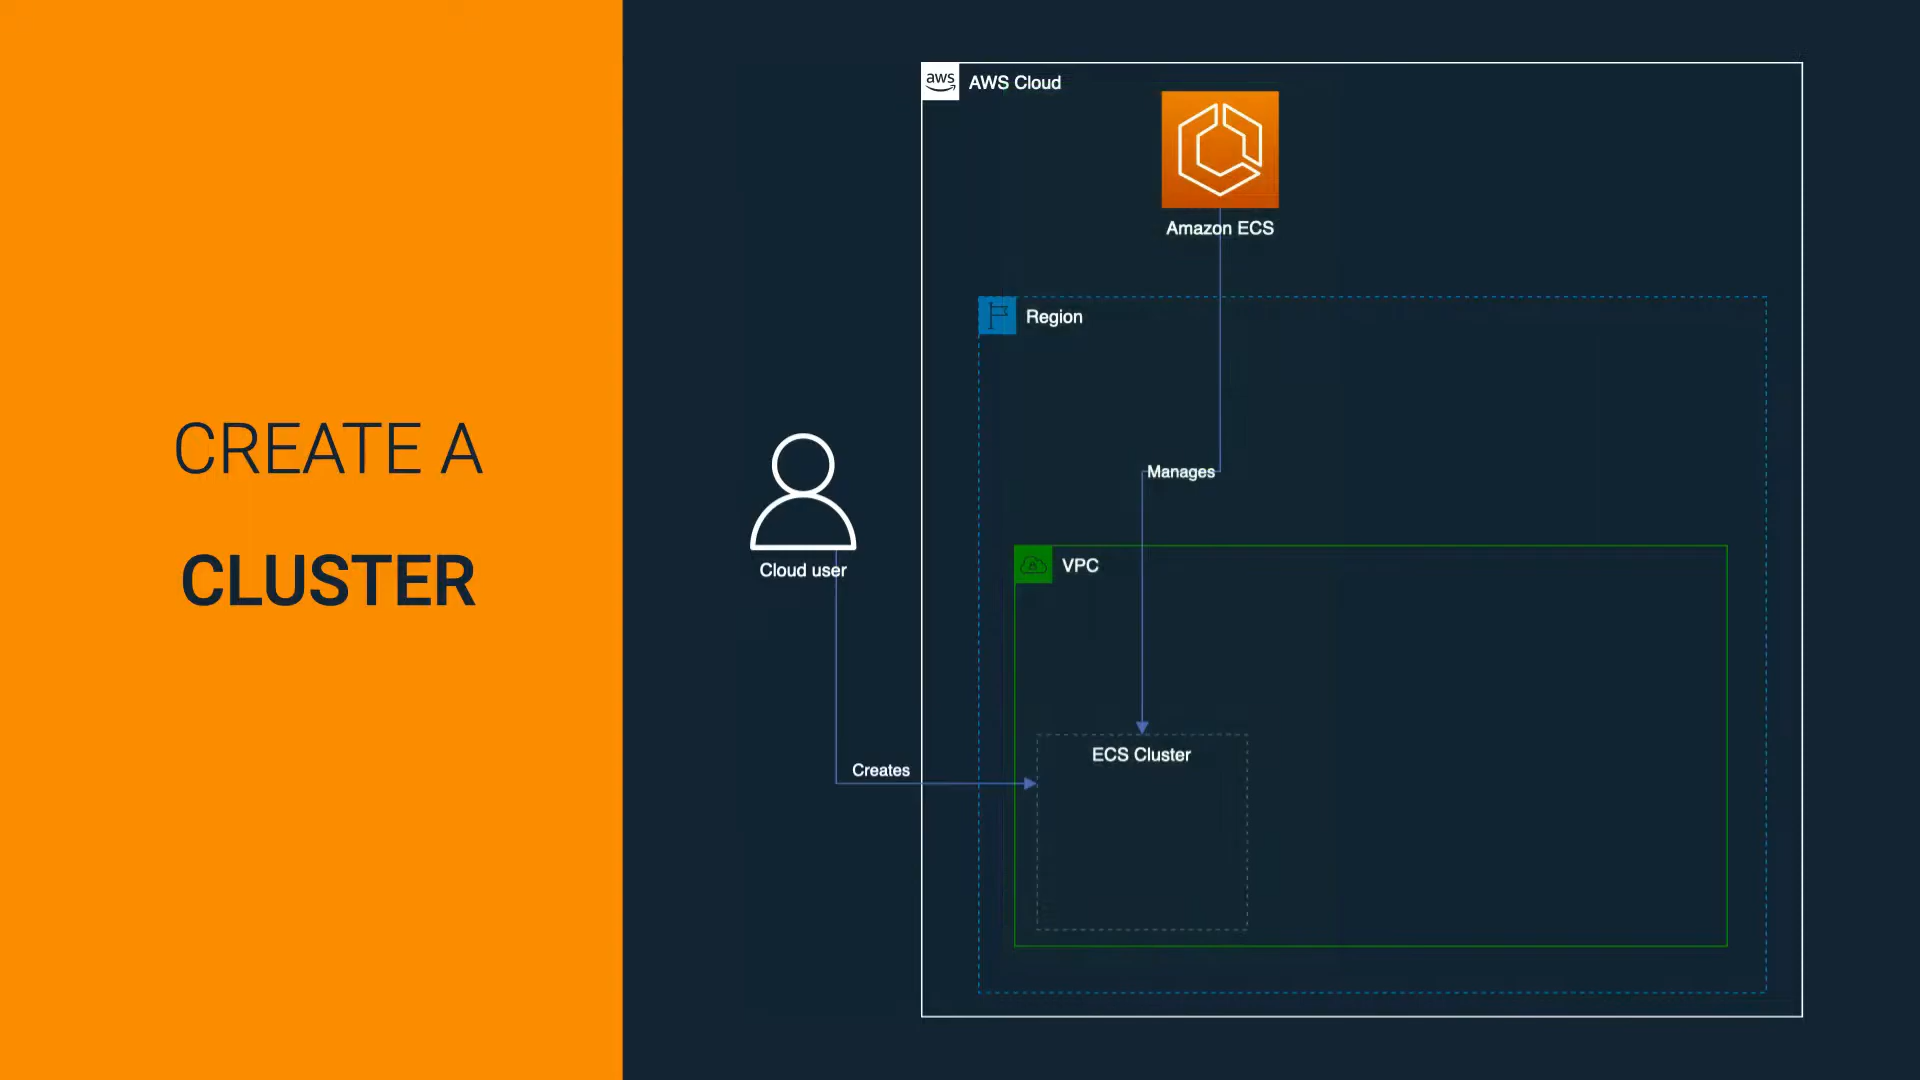 CREATE A
CLUSTER
aws
AWS Cloud
Amazon ECS
Region
Manages
Cloud user
VPC
ECS Cluster
Creates